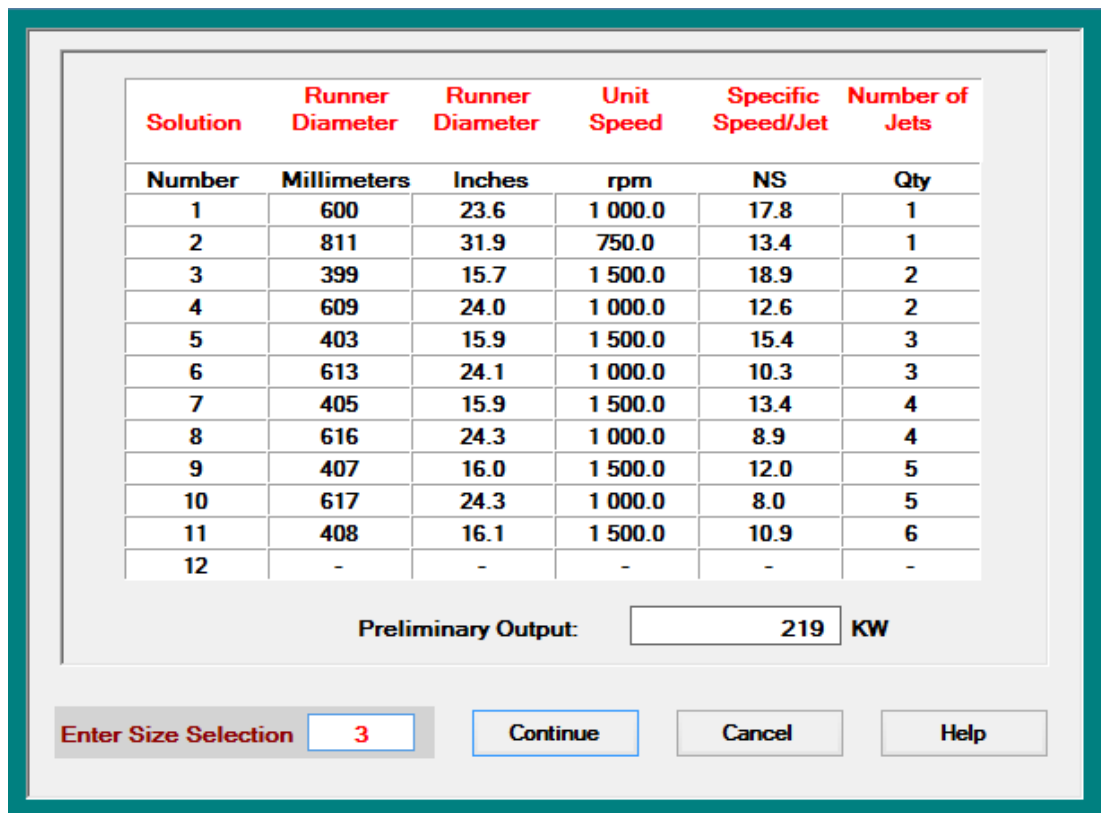 Solution Runner Diameter Runner Diameter Unit Speed Specific Speed/Jet Number of Jets
Number Millimeters Inches rpm NS Qty
1 600 23.6 1 000.0 17.8 1
2 811 31.9 750.0 13.4 1
3 399 15.7 1 500.0 18.9 2
4 609 24.0 1 000.0 12.6 2
5 403 15.9 1 500.0 15.4 3
6 613 24.1 1 000.0 10.3 3
7 405 15.9 1 500.0 13.4 4
8 616 24.3 1 000.0 8.9 4
9 407 16.0 1 500.0 12.0 5
10 617 24.3 1 000.0 8.0 5
11 408 16.1 1 500.0 10.9 6
12 - - - - -
Preliminary Output: 219 KW
Enter Size Selection 3 Continue Cancel Help